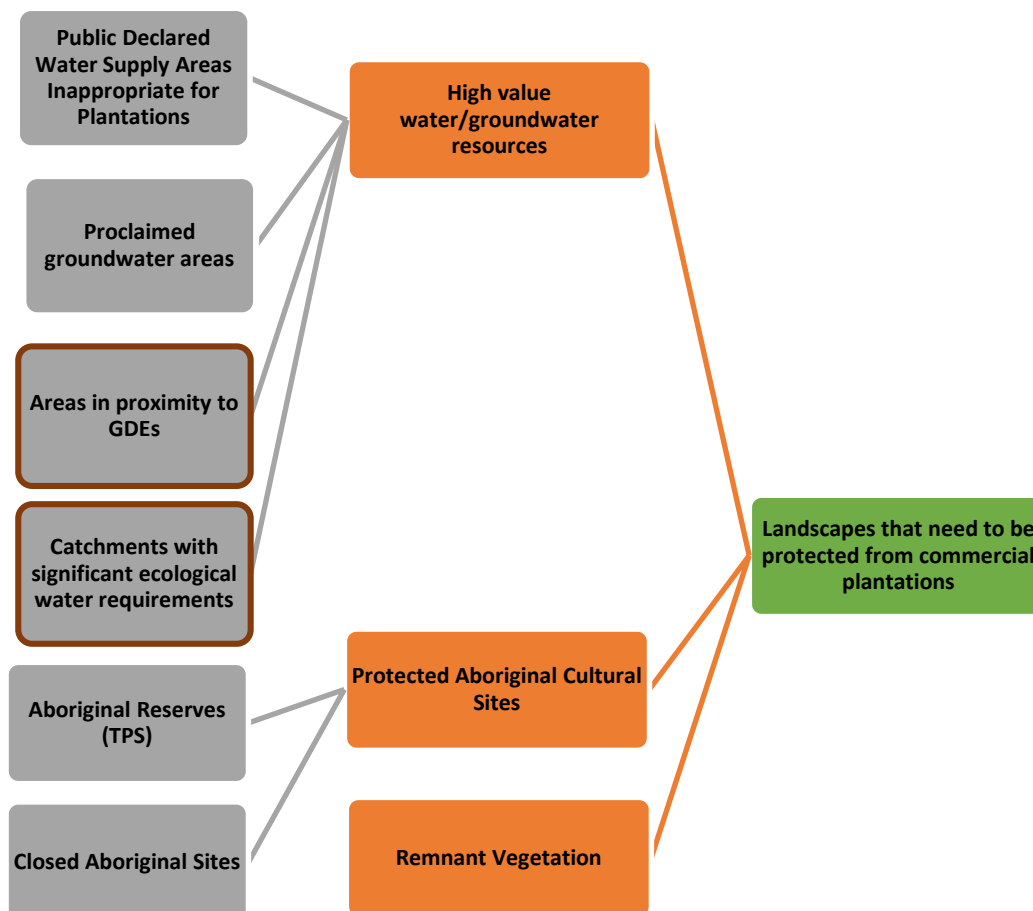 Public Declared
Water Supply Areas
Inappropriate for
Plantations
High value
water/groundwater
resources
Proclaimed
groundwater areas
Areas in proximity to
GDEs
Catchments with
significant ecological
water requirements
Landscapes that need to be
protected from commercial
plantations
Protected Aboriginal Cultural
Sites
Aboriginal Reserves
(TPS)
Closed Aboriginal Sites
Remnant Vegetation